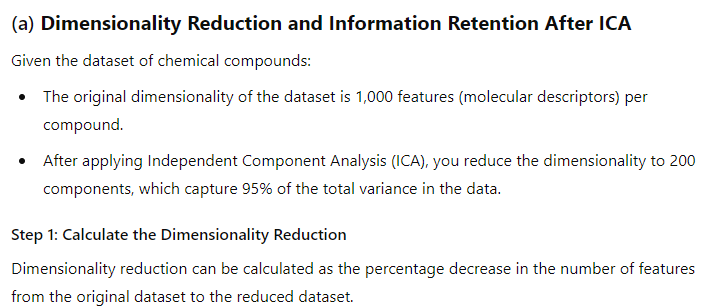 (a) Dimensionality Reduction and Information Retention After ICA
Given the dataset of chemical compounds:
• The original dimensionality of the dataset is 1,000 features (molecular descriptors) per
compound.
• After applying Independent Component Analysis (ICA), you reduce the dimensionality to 200
components, which capture 95% of the total variance in the data.
Step 1: Calculate the Dimensionality Reduction
Dimensionality reduction can be calculated as the percentage decrease in the number of features
from the original dataset to the reduced dataset.